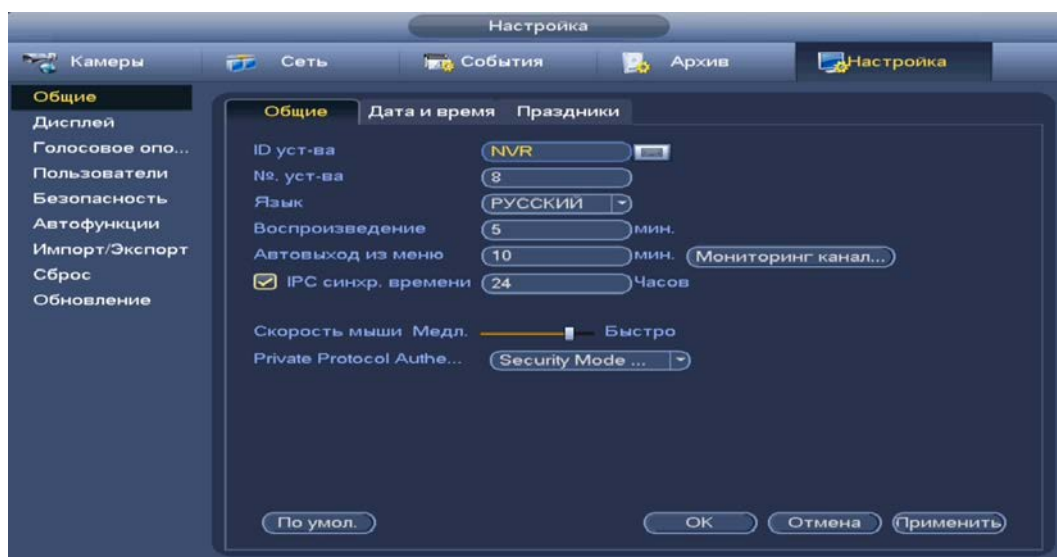 Настройка
Камеры Сеть События Архив Настройка
Общие
Дисплей
Голосовое опо...
Пользователи
Безопасность
Автофункции
Импорт/Экспорт
Сброс
Обновление
Общие Дата и время Праздники
ID уст-ва NVR
№. уст-ва 8
Язык РУССКИЙ
Воспроизведение 5 мин.
Автовыход из меню 10 мин. Мониторинг канал...
IPC синхр. времени 24 Часов
Скорость мыши Медл. Быстро
Private Protocol Authe... Security Mode ...
По умол. OK Отмена Применить